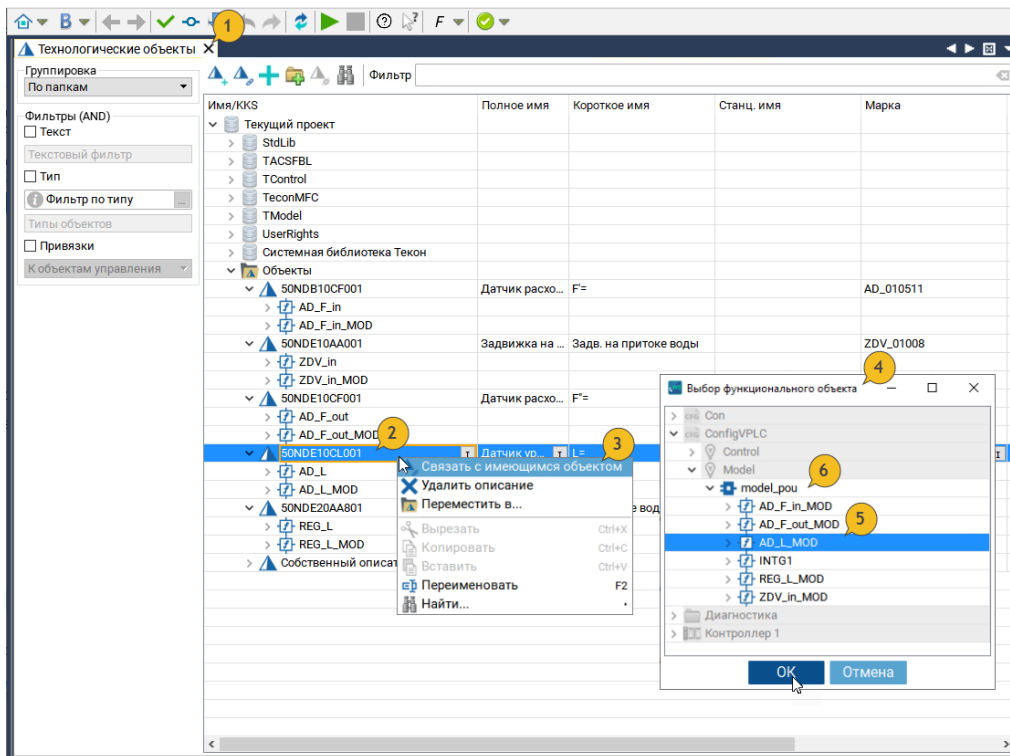 F
1
Технологические объекты
Группировка
По папкам
Фильтры (AND)
Текст
Текстовый фильтр
Тип
Фильтр по типу
...
Типы объектов
Привязки
К объектам управления
Фильтр
Имя/KKS Полное имя Короткое имя Станц. имя Марка
Текущий проект
StdLib
TACSFBL
TControl
TeconMFC
TModel
UserRights
Системная библиотека Текон
Объекты
50NDB10CF001 Датчик расхо... F'= AD_010511
AD_F_in
AD_F_in_MOD
50NDE10AA001 Задвижка на ... Задв. на притоке воды ZDV_01008
ZDV_in
ZDV_in_MOD
50NDE10CF001 Датчик расхо... F"=
AD_F_out
AD_F_out_MOD
2
50NDE10CL001 Датчик ур... L=
AD_L
AD_L_MOD
50NDE20AA801
REG_L
REG_L_MOD
Собственный описат
3
Связать с имеющимся объектом
Удалить описание
Переместить в...
Вырезать Ctrl+X
Копировать Ctrl+C
Вставить Ctrl+V
Переименовать F2
Найти...
4
Выбор функционального объекта
Con
ConfigVPLC
Control
Model
6
model_pou
AD_F_in_MOD
AD_F_out_MOD
5
AD_L_MOD
INTG1
REG_L_MOD
ZDV_in_MOD
Диагностика
Контроллер 1
OK Отмена